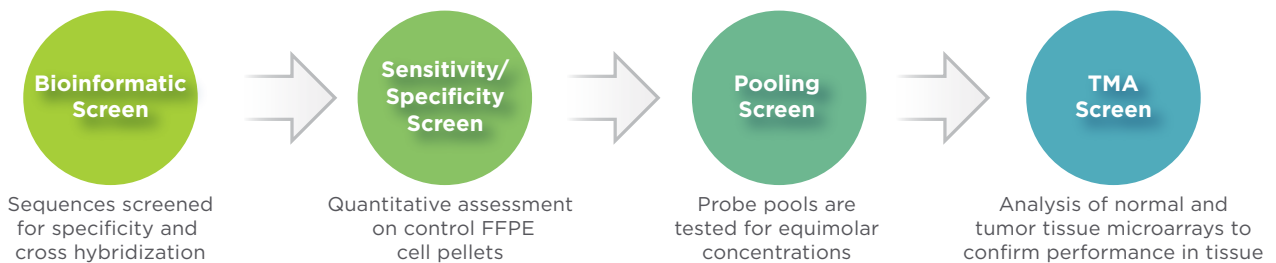 Bioinformatic
Screen
Sequences screened
for specificity and
cross hybridization
Sensitivity/
Specificity
Screen
Quantitative assessment
on control FFPE
cell pellets
Pooling
Screen
Probe pools are
tested for equimolar
concentrations
TMA
Screen
Analysis of normal and
tumor tissue microarrays to
confirm performance in tissue